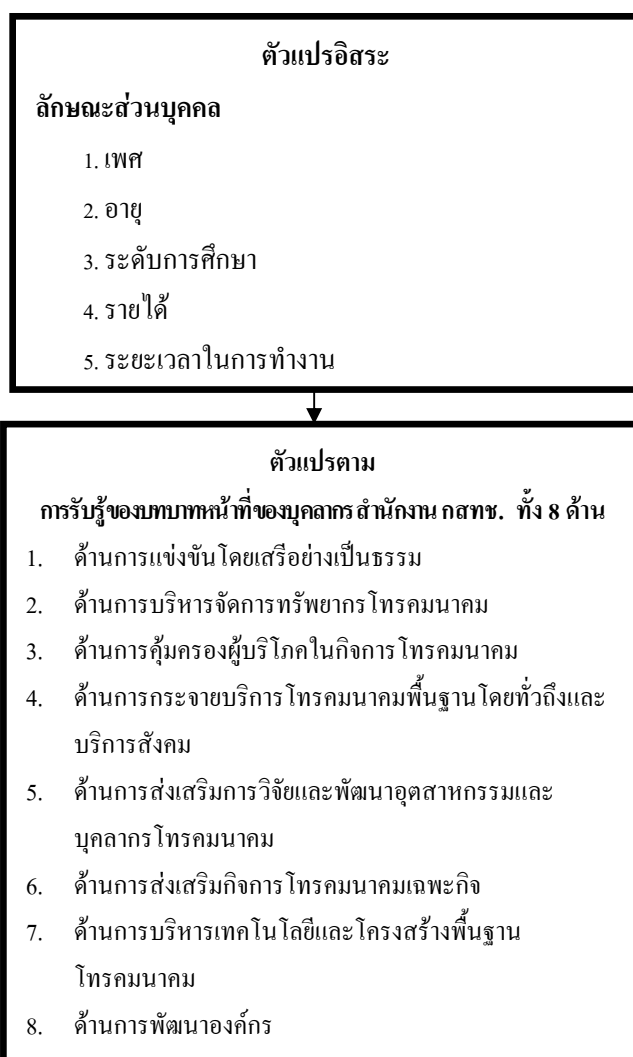 ตัวแปรอิสระ
ลักษณะส่วนบุคคล
1. เพศ
2. อายุ
3. ระดับการศึกษา
4. รายได้
5. ระยะเวลาในการทำงาน
ตัวแปรตาม
การรับรู้ของบทบาทหน้าที่ของบุคลากร สำนักงาน กสทช. ทั้ง 8 ด้าน
1. ด้านการแข่งขันโดยเสรีอย่างเป็นธรรม
2. ด้านการบริหารจัดการทรัพยากรโทรคมนาคม
3. ด้านการคุ้มครองผู้บริโภคในกิจการโทรคมนาคม
4. ด้านการกระจายบริการโทรคมนาคมพื้นฐานโดยทั่วถึงและ
บริการสังคม
5. ด้านการส่งเสริมการวิจัยและพัฒนาอุตสาหกรรมและ
บุคลากรโทรคมนาคม
6. ด้านการส่งเสริมกิจการโทรคมนาคมเฉพะกิจ
7. ด้านการบริหารเทคโนโลยีและโครงสร้างพื้นฐาน
โทรคมนาคม
8. ด้านการพัฒนาองค์กร